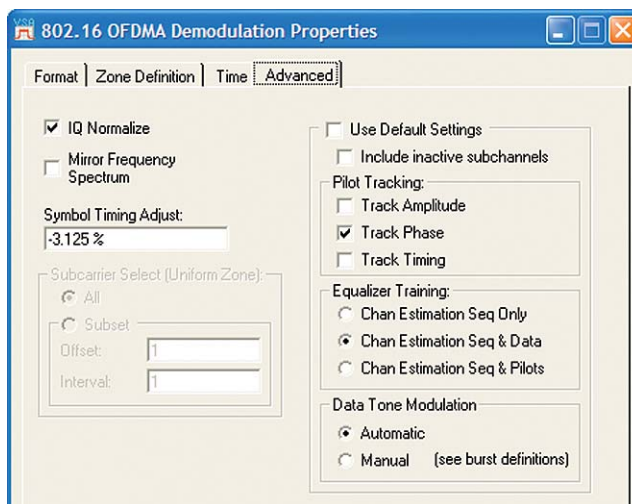 VSA
802.16 OFDMA Demodulation Properties
Format
Zone Definition
Time
Advanced
IQ Normalize
Mirror Frequency
Spectrum
Symbol Timing Adjust:
-3.125 %
Subcarrier Select (Uniform Zone):
All
Subset
Offset:
1
Interval:
1
Use Default Settings
Include inactive subchannels
Pilot Tracking:
Track Amplitude
Track Phase
Track Timing
Equalizer Training:
Chan Estimation Seq Only
Chan Estimation Seq & Data
Chan Estimation Seq & Pilots
Data Tone Modulation
Automatic
Manual (see burst definitions)